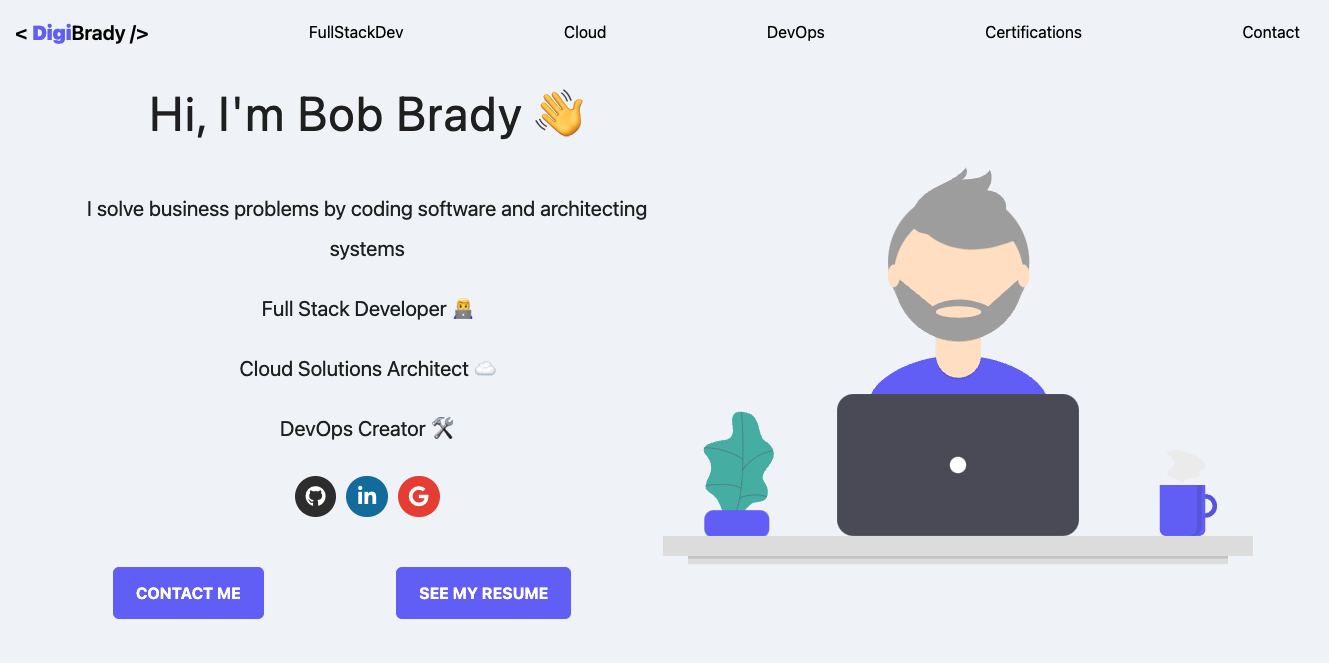 < DigiBrady />
FullStackDev
Cloud
DevOps
Certifications
Contact
Hi, I'm Bob Brady 👋
I solve business problems by coding software and architecting
systems
Full Stack Developer 👨‍💻
Cloud Solutions Architect ☁️
DevOps Creator 🛠
in
G
CONTACT ME
SEE MY RESUME